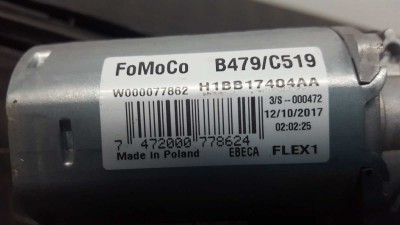 FoMoCo B479/C519
W000077862 H1BB17404AA
3/S--000472
12/10/2017
02:02:25
7 472000 778624
Made in Poland EBECA FLEX1